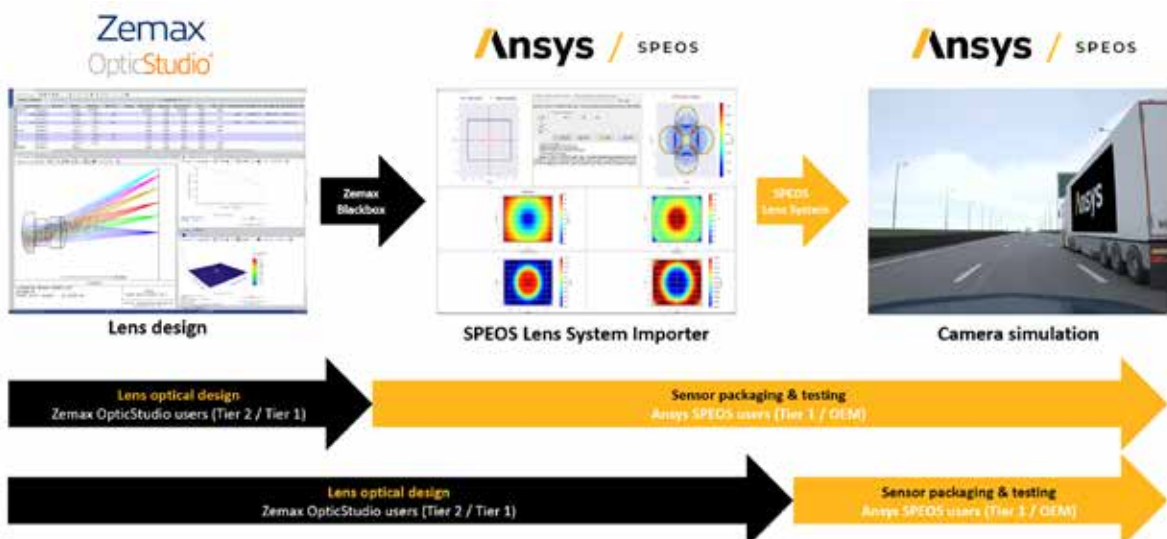 Zemax
OpticStudio
Ansys / SPEOS
Ansys / SPEOS
Zemax
Blackbox
SPEOS
Lens System
Ansys
Lens design
SPEOS Lens System Importer
Camera simulation
Lens optical design
Zemax OpticStudio users (Tier 2 / Tier 1)
Sensor packaging & testing
Ansys SPEOS users (Tier 1 / OEM)
Lens optical design
Zemax OpticStudio users (Tier 2 / Tier 1)
Sensor packaging & testing
Ansys SPEOS users (Tier 1 / OEM)